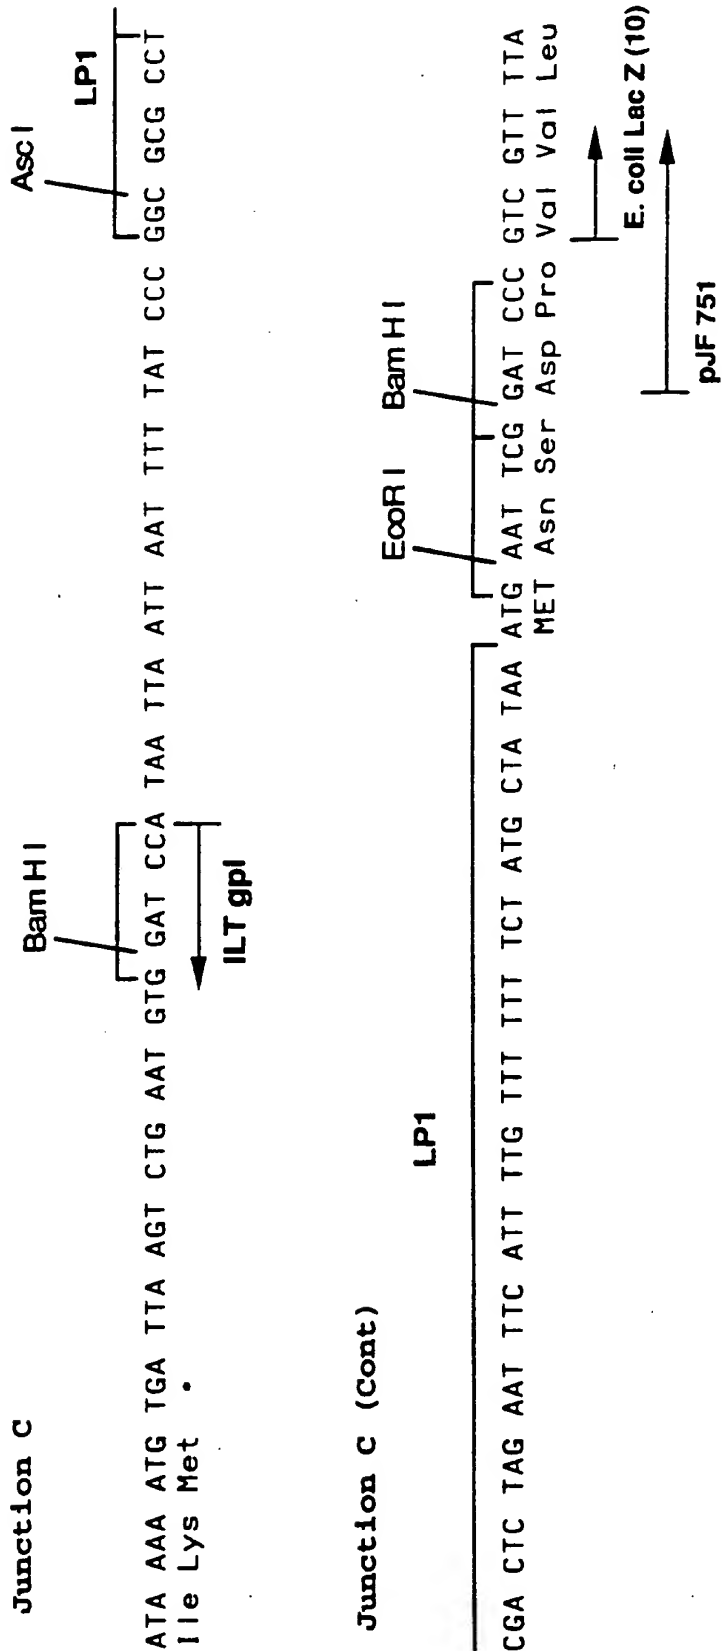 Junction C
BamHI
AscI
LP1
ATA AAA ATG TGA TTA AGT CTG AAT GTG GAT CCA TAA TTA ATT AAT TTT TAT CCC GGC GCG CCT
Ile Lys Met •
ILT gpI
Junction C (Cont)
LP1
EcoRI
BamHI
CGA CTC TAG AAT TTC ATT TTG TTT TTT TCT ATG CTA TAA ATG AAT TCG GAT CCC GTC GTT TTA
MET Asn Ser Asp Pro Val Val Leu
E. coli Lac Z (10)
pJF 751